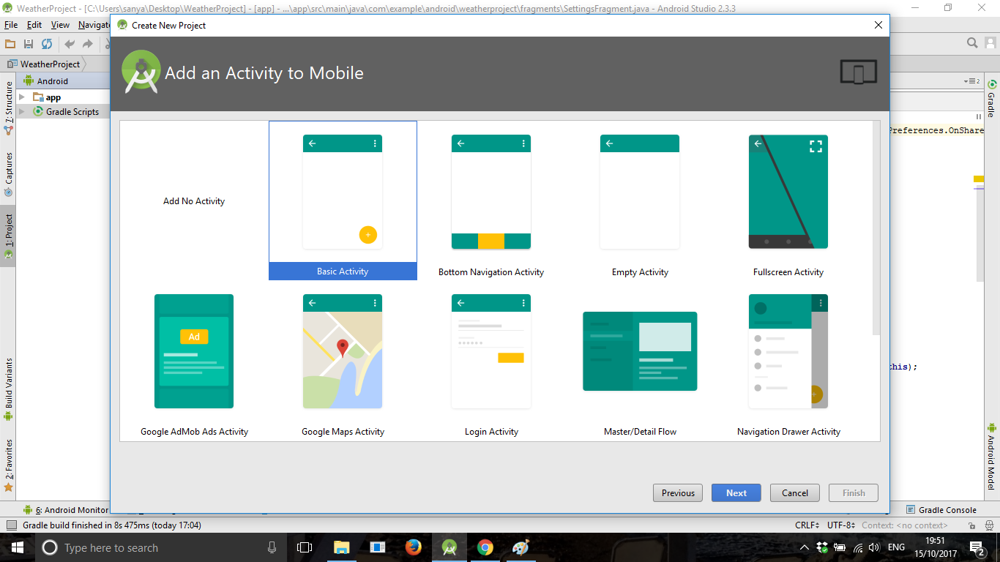 WeatherProject - [C:\Users\sanya\Desktop\WeatherProject] - [app] - ...\app\src\main\java\com\example\android\weatherproject\fragments\SettingsFragment.java - Android Studio 2.3.3
File Edit View
Create New Project
Add an Activity to Mobile
WeatherProject
Android
app
Gradle Scripts
7: Structure
Captures
1: Project
Build Variants
2: Favorites
Add No Activity
Basic Activity
Bottom Navigation Activity
Empty Activity
Fullscreen Activity
Ad
Google AdMob Ads Activity
Google Maps Activity
Login Activity
Master/Detail Flow
Navigation Drawer Activity
Previous Next Cancel Finish
2
Gradle
Preferences.OnShare
this);
Android Model
6: Android Monitor
Gradle Console
Gradle build finished in 8s 475ms (today 17:04)
CRLF UTF-8 Context: <no context>
Type here to search
ENG
19:51
15/10/2017
2